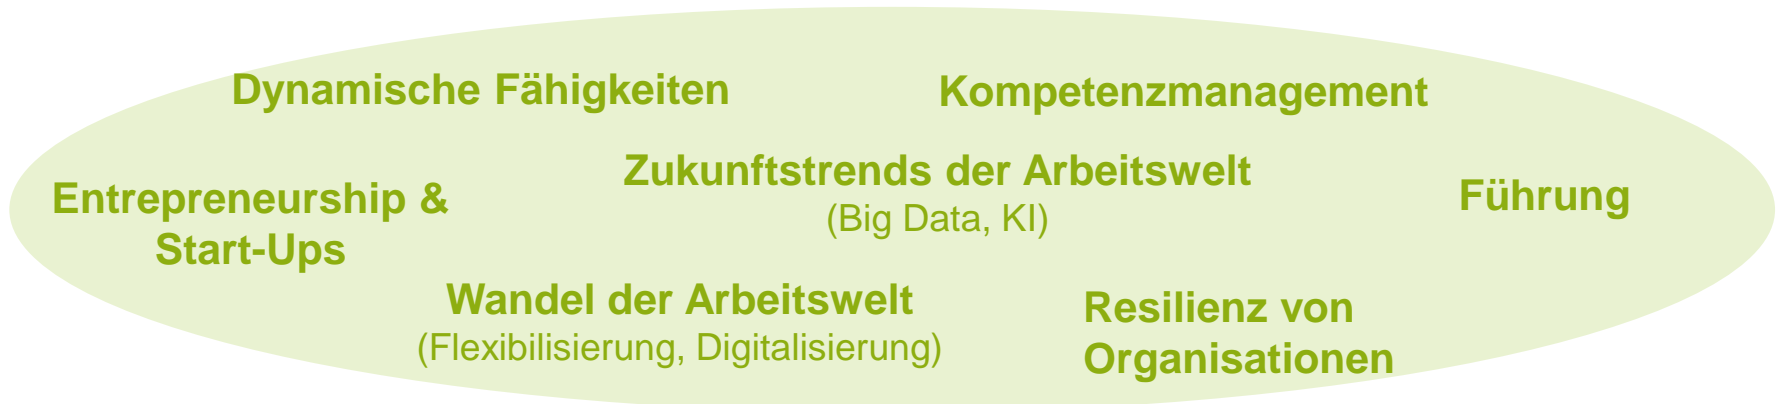 Dynamische Fähigkeiten
Kompetenzmanagement
Zukunftstrends der Arbeitswelt
(Big Data, KI)
Entrepreneurship &
Start-Ups
Führung
Wandel der Arbeitswelt
(Flexibilisierung, Digitalisierung)
Resilienz von
Organisationen